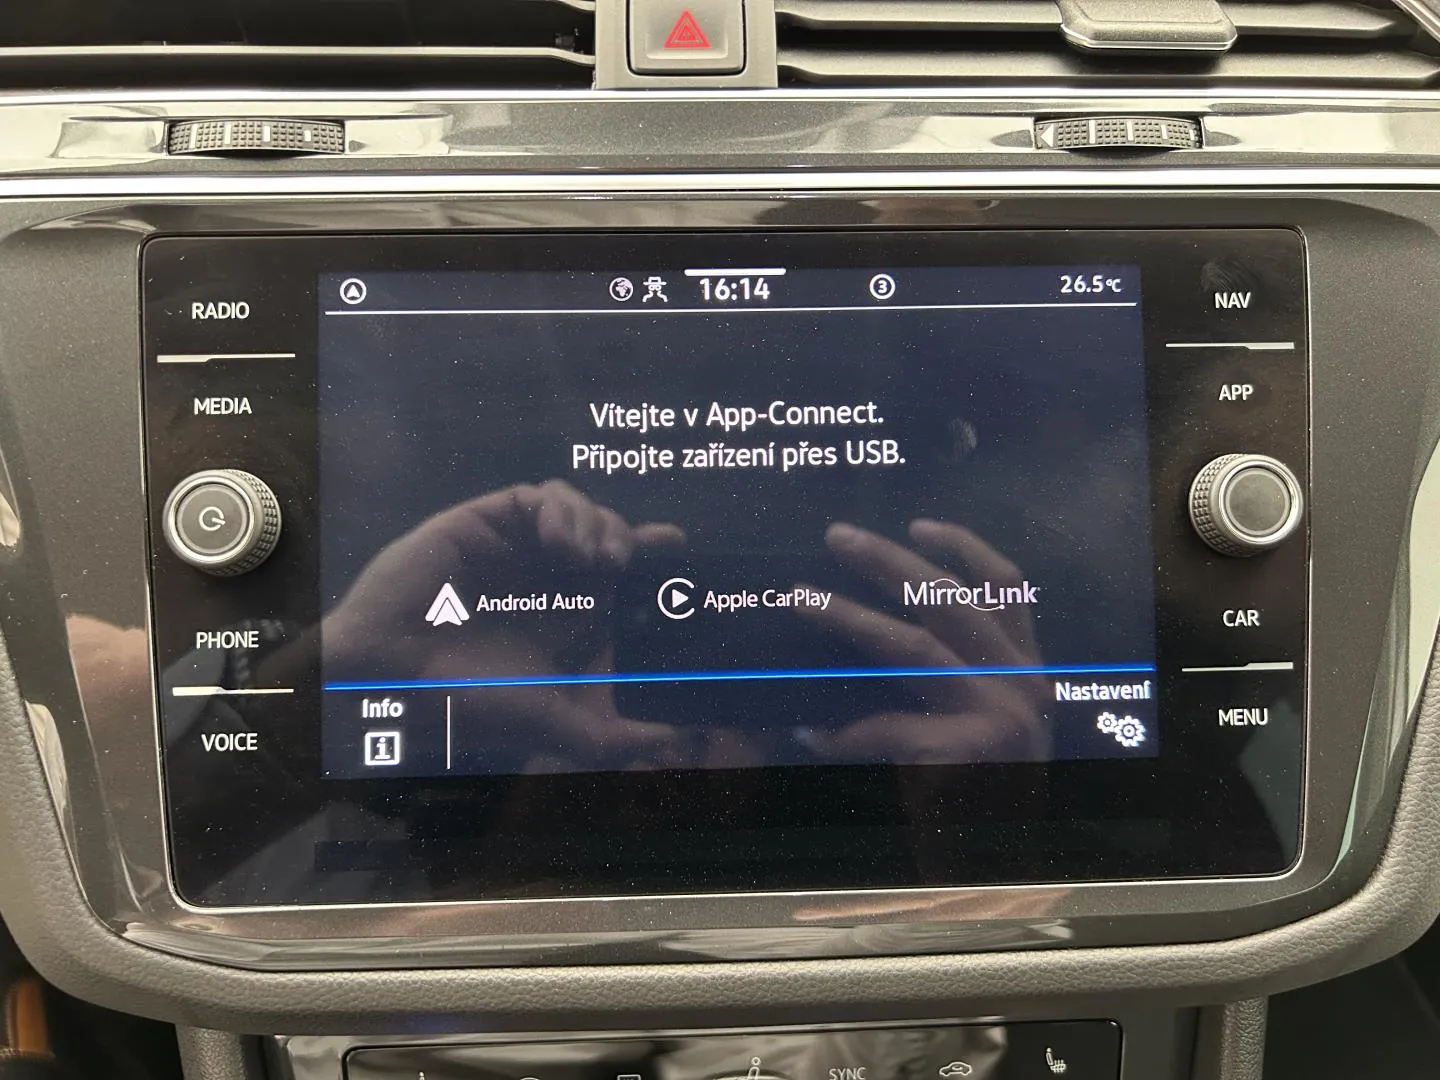 16:14
3
26.5°C
RADIO
MEDIA
PHONE
VOICE
NAV
APP
CAR
MENU
Vítejte v App-Connect.
Připojte zařízení přes USB.
Android Auto
Apple CarPlay
MirrorLink
Info
Nastavení
SYNC